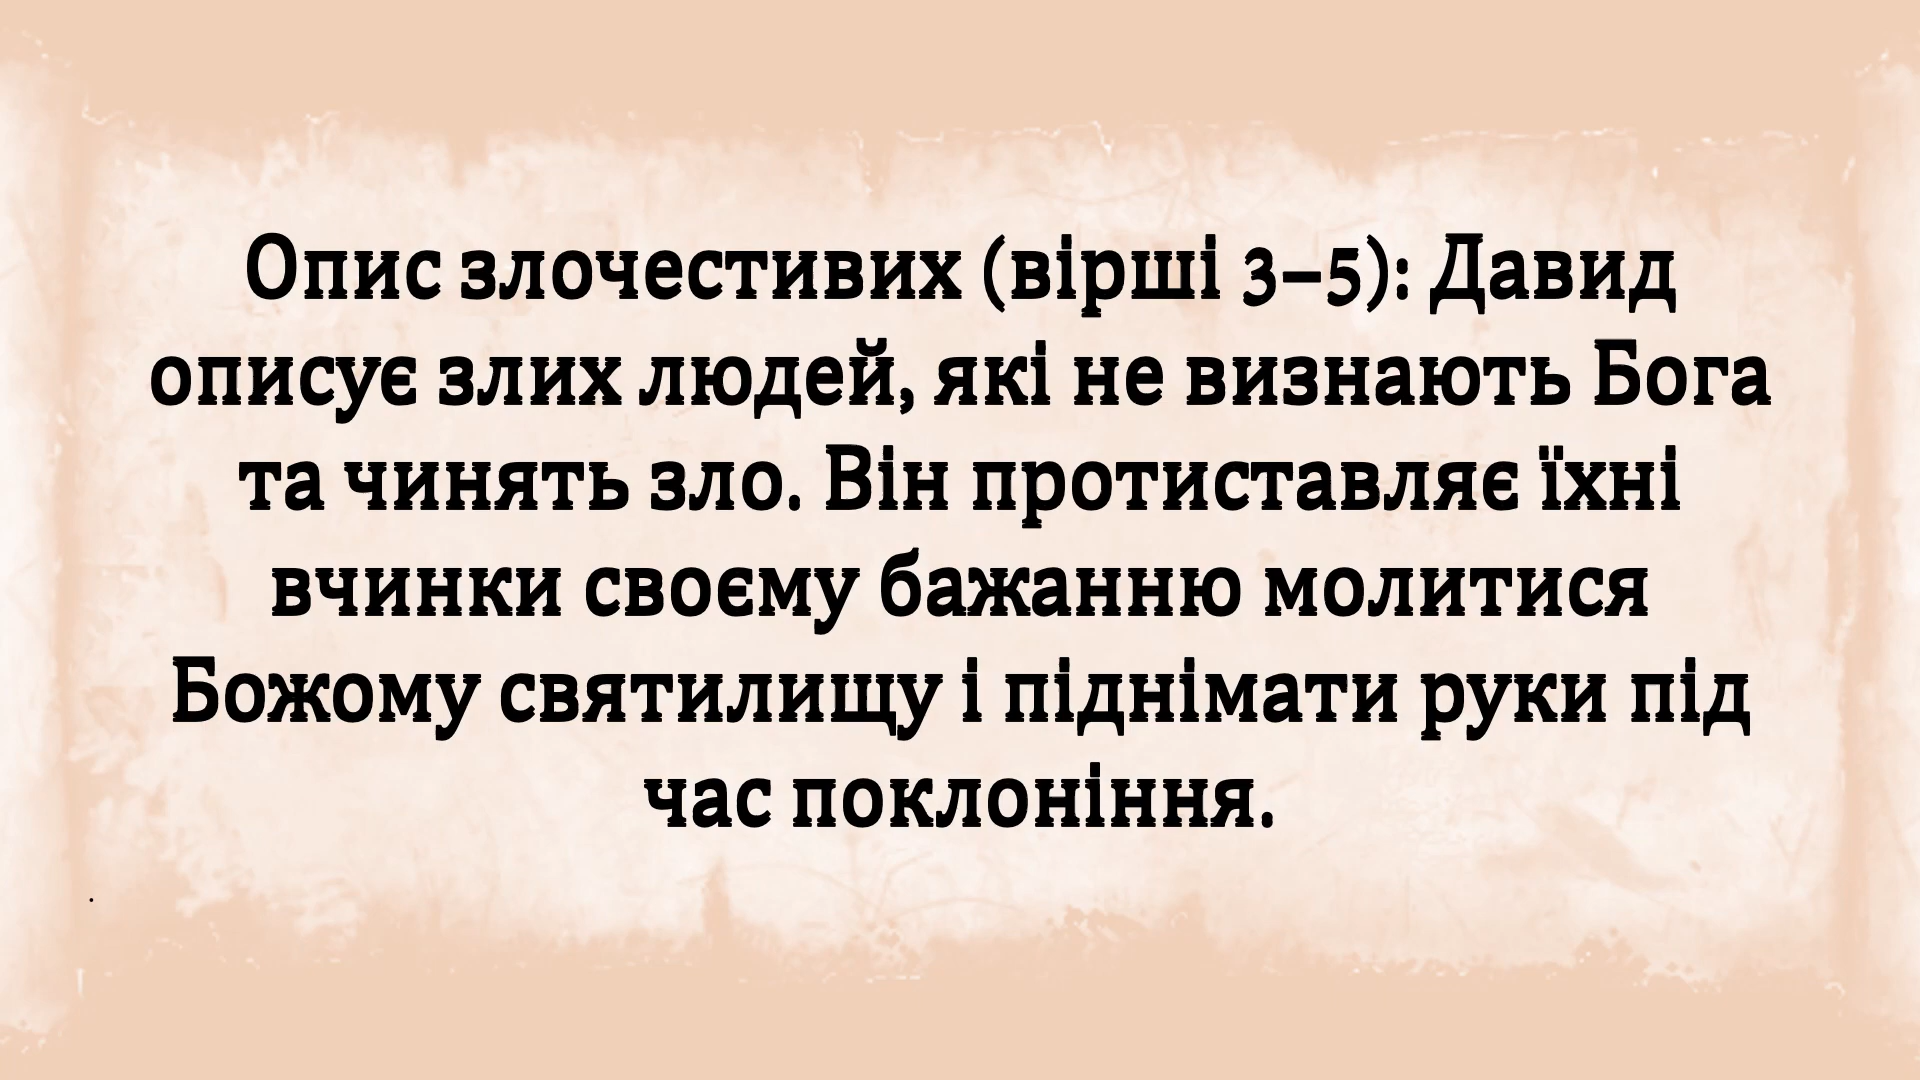 Опис злочестивих (вірші 3–5): Давид
описує злих людей, які не визнають Бога
та чинять зло. Він протиставляє їхні
вчинки своєму бажанню молитися
Божому святилищу і піднімати руки під
час поклоніння.
.